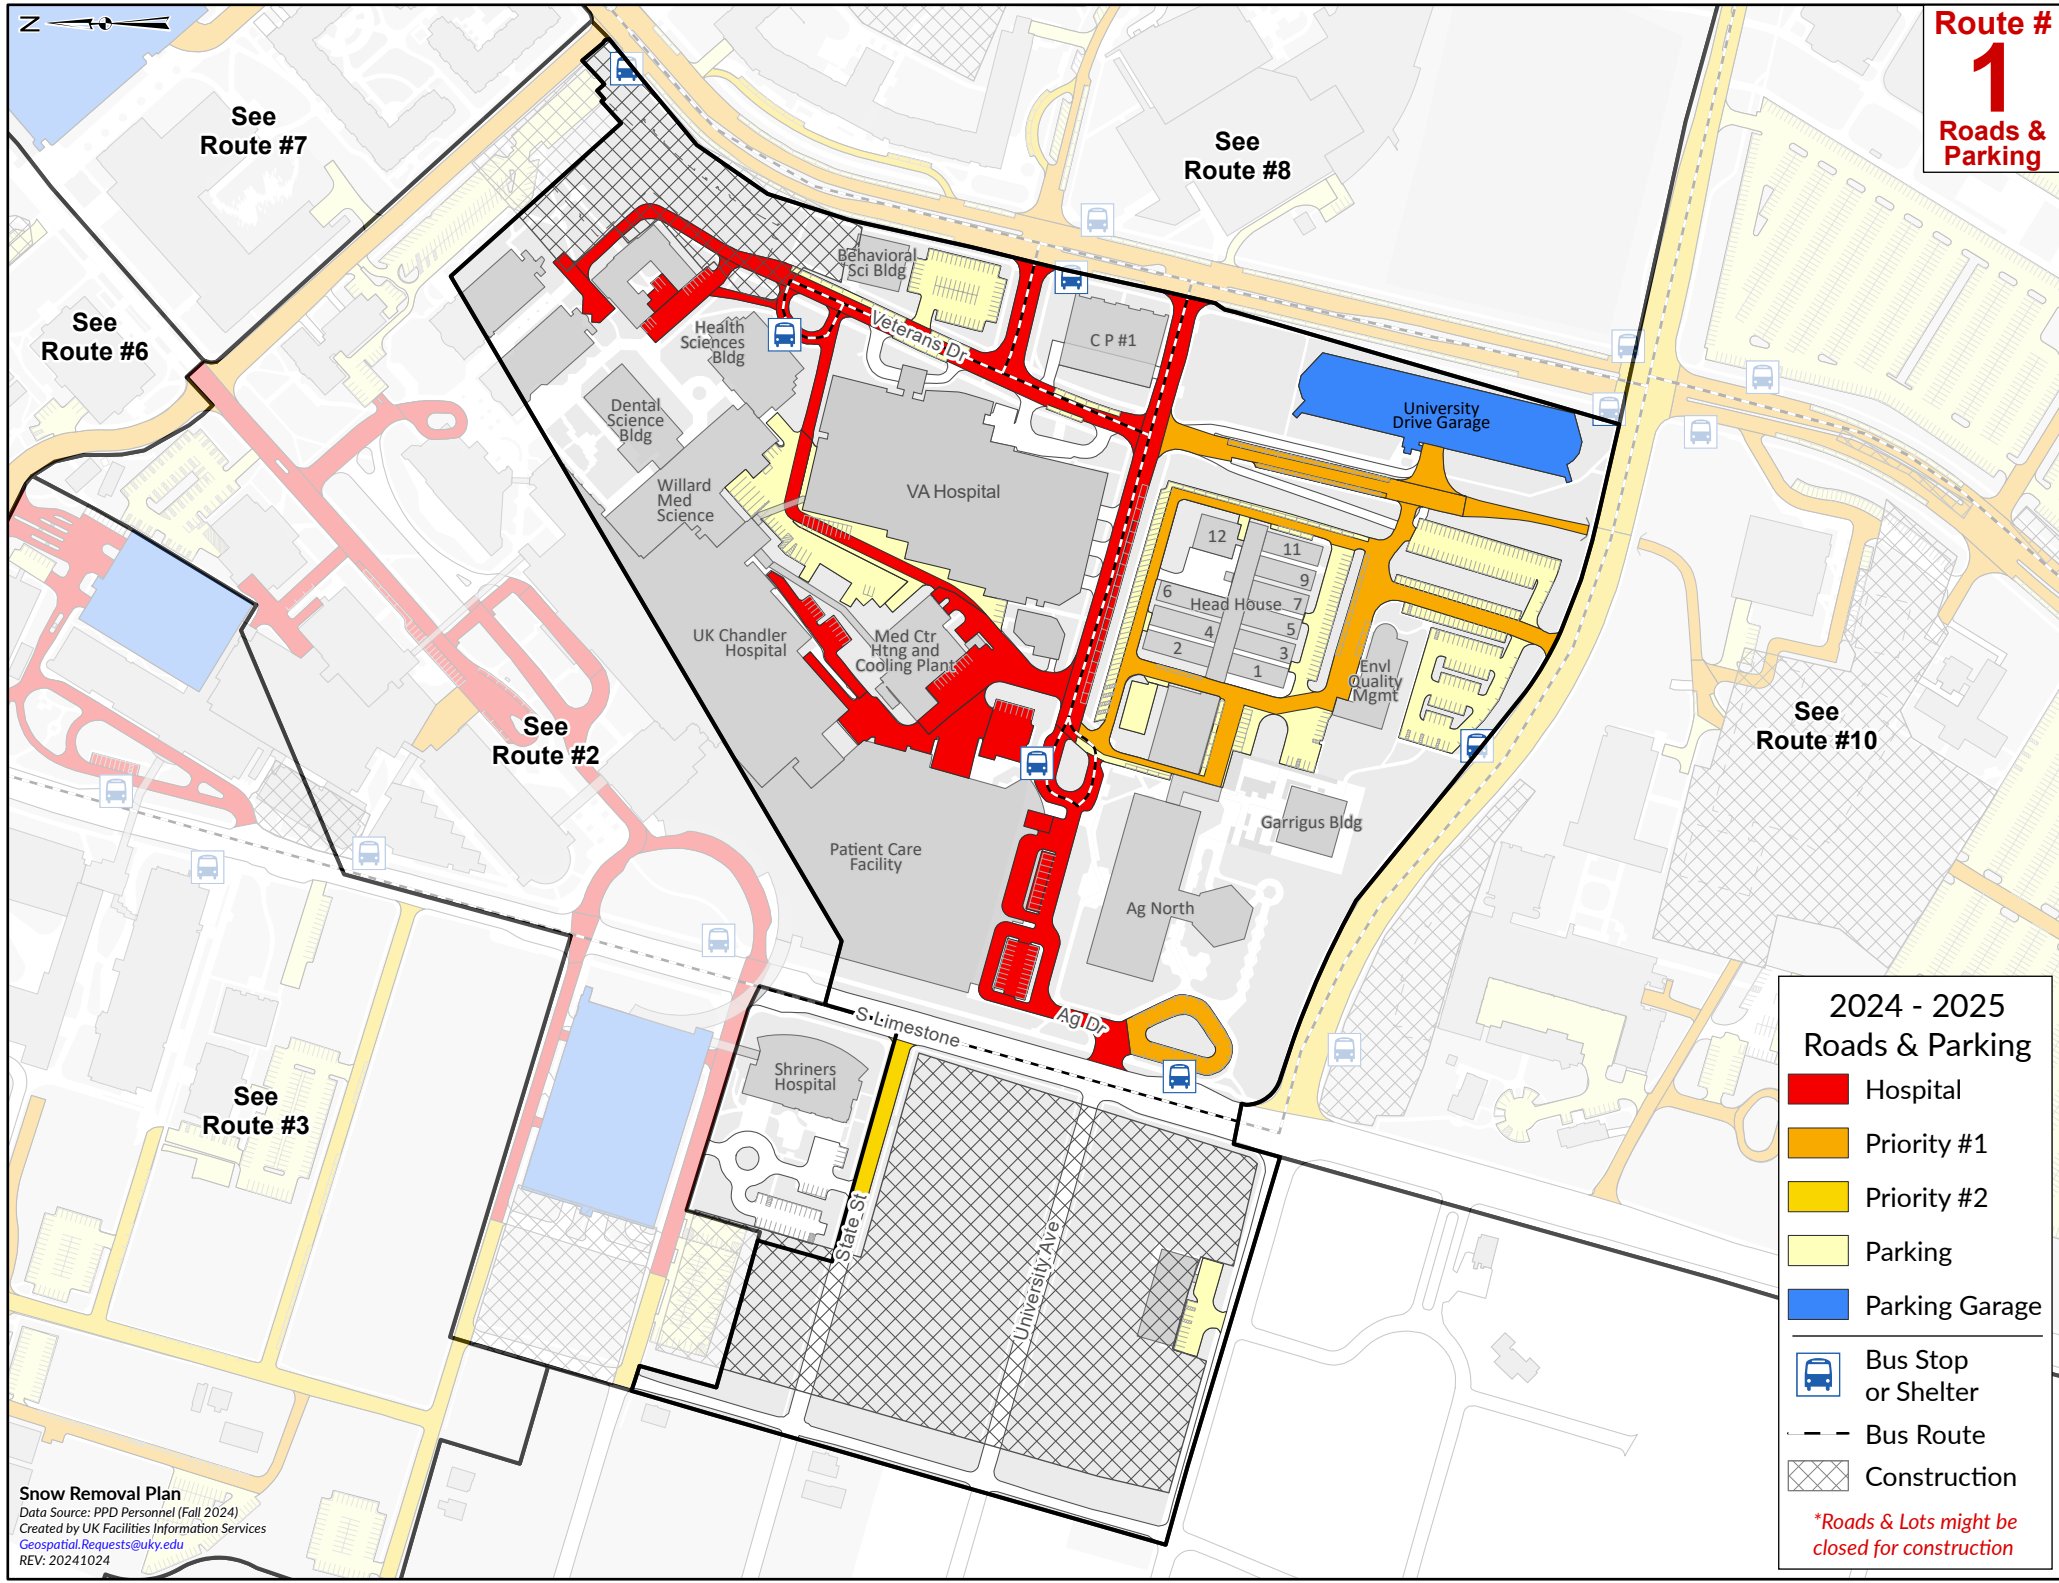 N
Route #
1
Roads &
Parking
See
Route #7
See
Route #8
See
Route #6
Behavioral
Sci Bldg
Health
Sciences
Bldg
Veterans Dr
C P #1
University
Drive Garage
Dental
Science
Bldg
Willard
Med
Science
VA Hospital
12
11
9
6
Head House
7
4
5
2
3
1
UK Chandler
Hospital
Med Ctr
Htng and
Cooling Plant
Envl
Quality
Mgmt
See
Route #2
See
Route #10
Garrigus Bldg
Patient Care
Facility
Ag North
S Limestone
Ag Dr
Shriners
Hospital
See
Route #3
State St
University Ave
2024 - 2025
Roads & Parking
Hospital
Priority #1
Priority #2
Parking
Parking Garage
Bus Stop
or Shelter
Bus Route
Construction
*Roads & Lots might be
closed for construction
Snow Removal Plan
Data Source: PPD Personnel (Fall 2024)
Created by UK Facilities Information Services
Geospatial.Requests@uky.edu
REV: 20241024